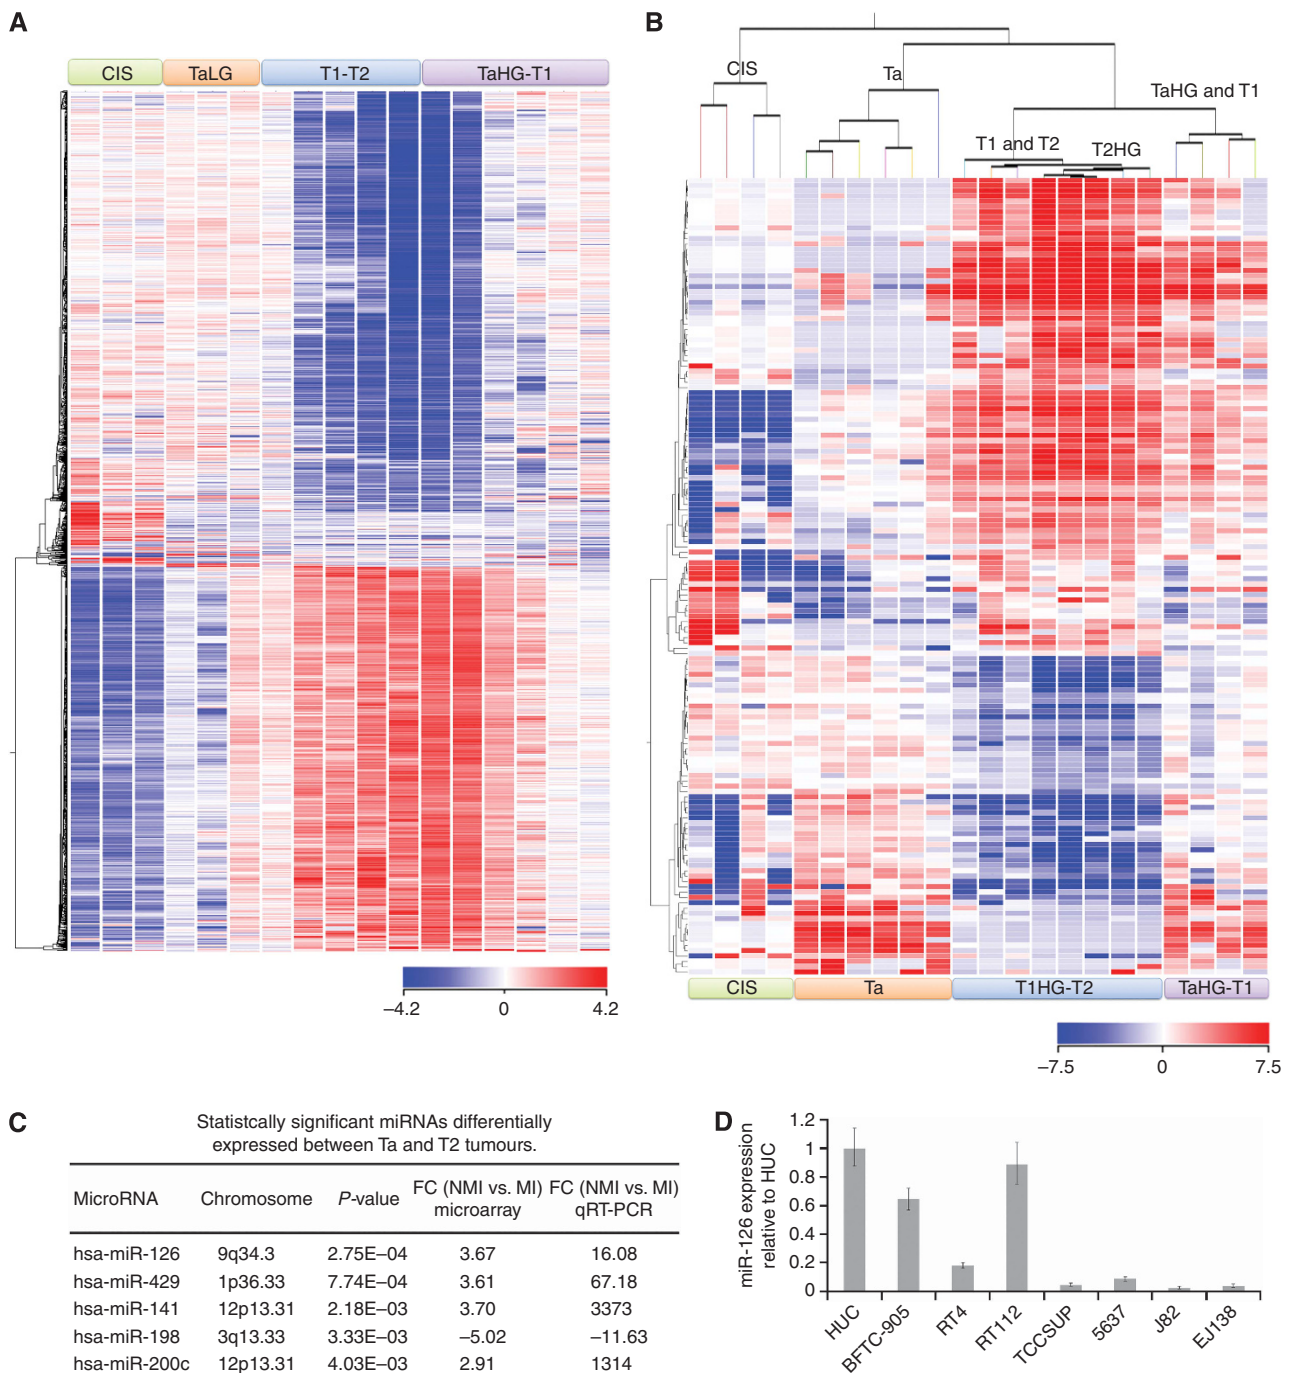 A
CIS TaLG T1-T2 TaHG-T1
–4.2 0 4.2
B
CIS
Ta
TaHG and T1
T1 and T2
T2HG
CIS Ta T1HG-T2 TaHG-T1
–7.5 0 7.5
C
Statistcally significant miRNAs differentially
expressed between Ta and T2 tumours.
MicroRNA Chromosome P-value FC (NMI vs. MI) microarray FC (NMI vs. MI) qRT-PCR
hsa-miR-126 9q34.3 2.75E–04 3.67 16.08
hsa-miR-429 1p36.33 7.74E–04 3.61 67.18
hsa-miR-141 12p13.31 2.18E–03 3.70 3373
hsa-miR-198 3q13.33 3.33E–03 –5.02 –11.63
hsa-miR-200c 12p13.31 4.03E–03 2.91 1314
D
miR-126 expression
relative to HUC
1.2
1
0.8
0.6
0.4
0.2
0
HUC BFTC-905 RT4 RT112 TCCSUP 5637 J82 EJ138